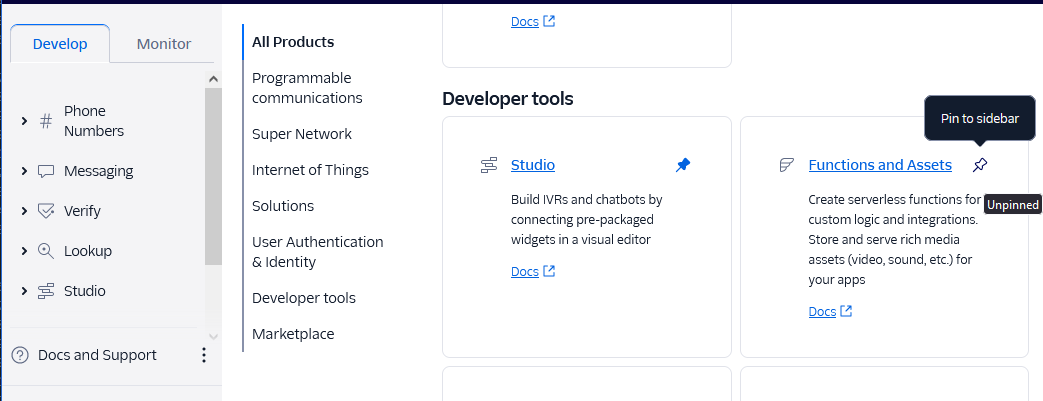 Develop
Monitor
Phone
Numbers
Messaging
Verify
Lookup
Studio
Docs and Support
All Products
Programmable
communications
Super Network
Internet of Things
Solutions
User Authentication
& Identity
Developer tools
Marketplace
Docs
Developer tools
Studio
Build IVRs and chatbots by
connecting pre-packaged
widgets in a visual editor
Docs
Pin to sidebar
Functions and Assets
Unpinned
Create serverless functions for
custom logic and integrations.
Store and serve rich media
assets (video, sound, etc.) for
your apps
Docs